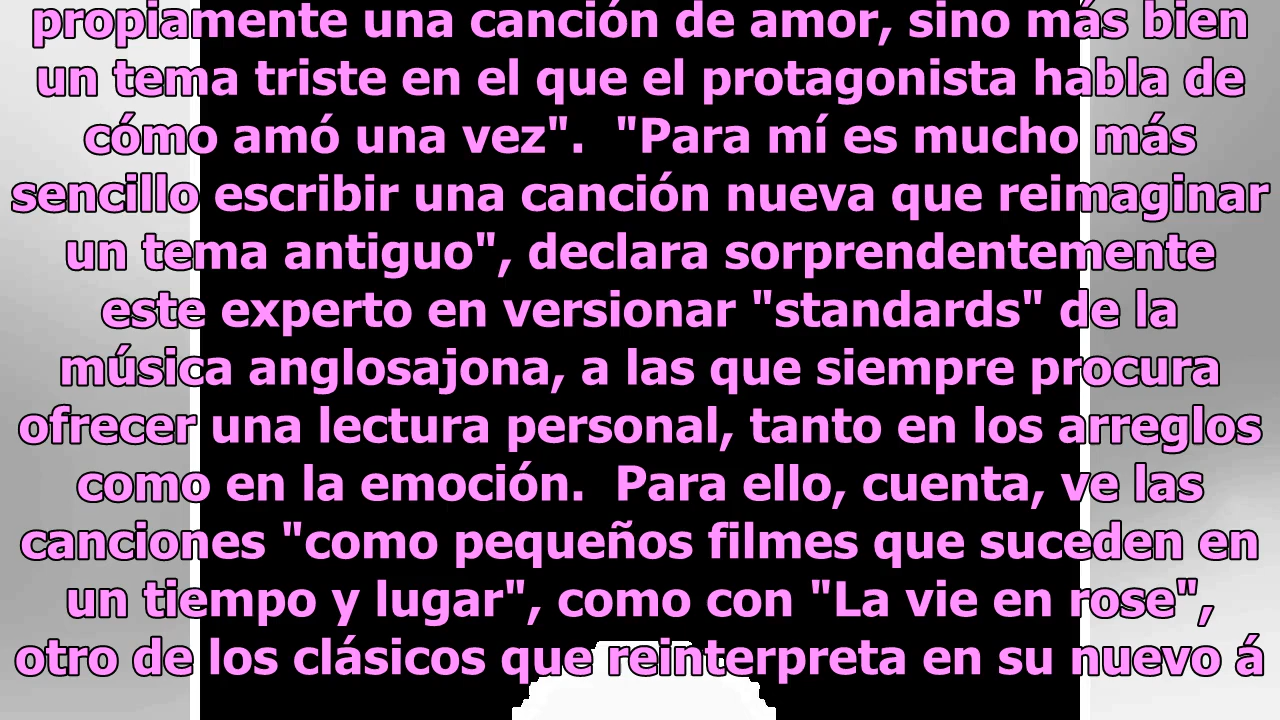 propiamente una canción de amor, sino más bien
un tema triste en el que el protagonista habla de
cómo amó una vez".  "Para mí es mucho más
sencillo escribir una canción nueva que reimaginar
un tema antiguo", declara sorprendentemente
este experto en versionar "standards" de la
música anglosajona, a las que siempre procura
ofrecer una lectura personal, tanto en los arreglos
como en la emoción.  Para ello, cuenta, ve las
canciones "como pequeños filmes que suceden en
un tiempo y lugar", como con "La vie en rose",
otro de los clásicos que reinterpreta en su nuevo á